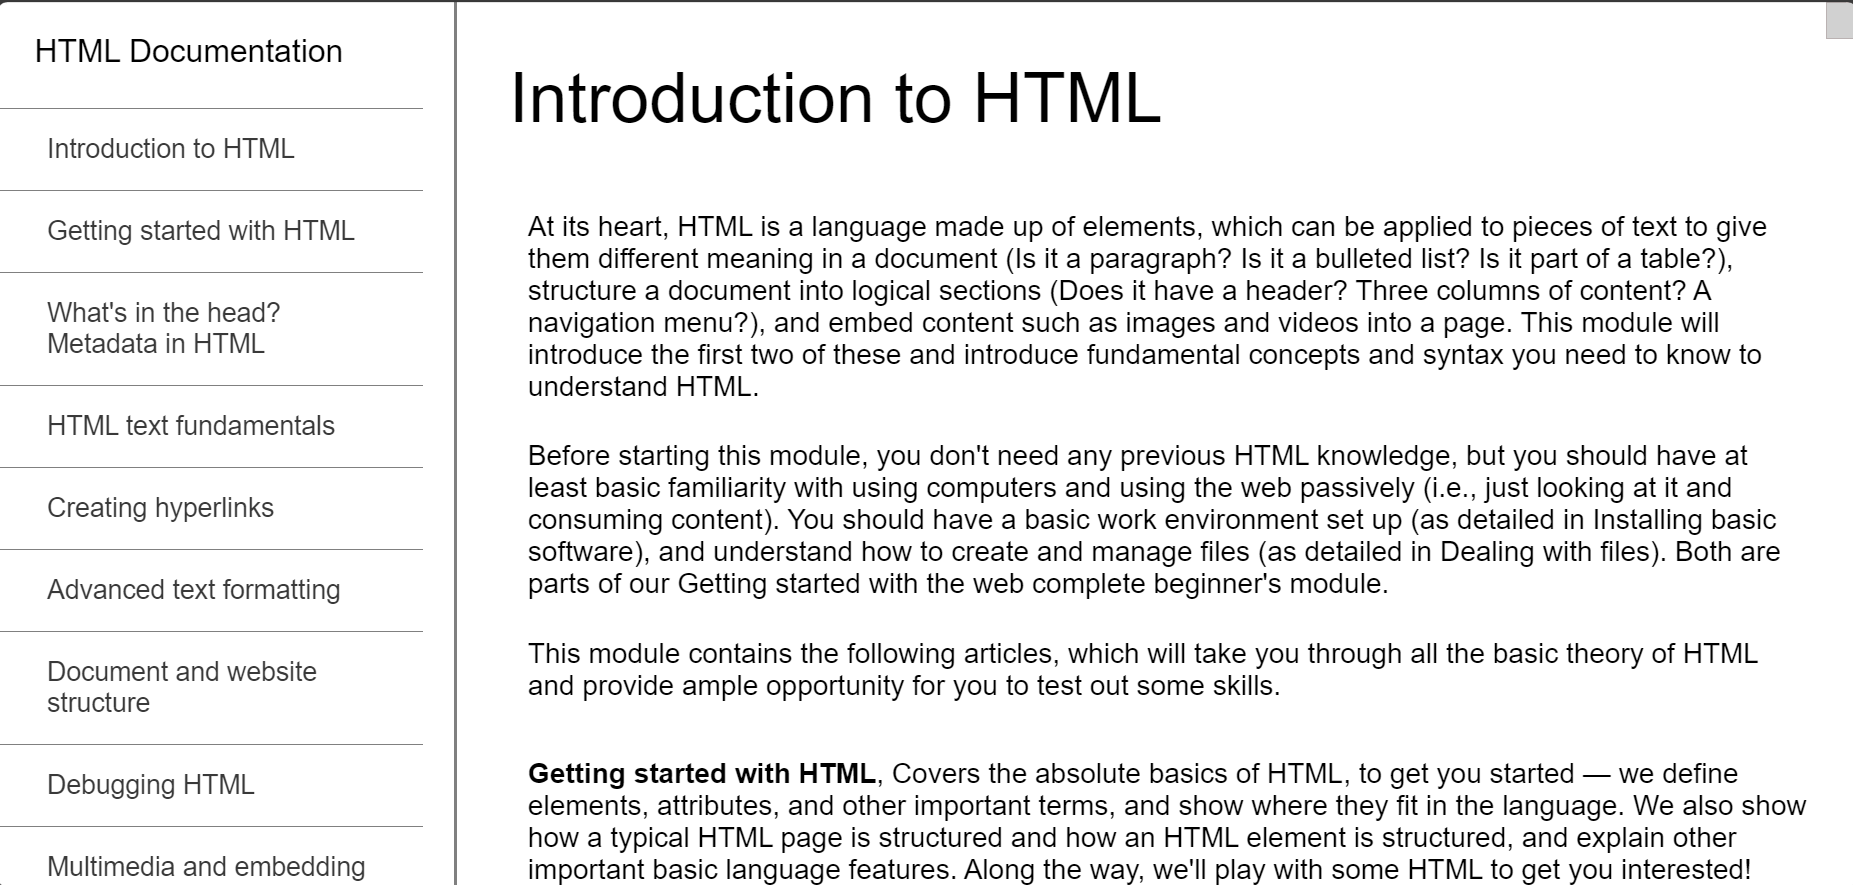 HTML Documentation
Introduction to HTML
Getting started with HTML
What's in the head?
Metadata in HTML
HTML text fundamentals
Creating hyperlinks
Advanced text formatting
Document and website
structure
Debugging HTML
Multimedia and embedding
Introduction to HTML
At its heart, HTML is a language made up of elements, which can be applied to pieces of text to give
them different meaning in a document (Is it a paragraph? Is it a bulleted list? Is it part of a table?),
structure a document into logical sections (Does it have a header? Three columns of content? A
navigation menu?), and embed content such as images and videos into a page. This module will
introduce the first two of these and introduce fundamental concepts and syntax you need to know to
understand HTML.
Before starting this module, you don't need any previous HTML knowledge, but you should have at
least basic familiarity with using computers and using the web passively (i.e., just looking at it and
consuming content). You should have a basic work environment set up (as detailed in Installing basic
software), and understand how to create and manage files (as detailed in Dealing with files). Both are
parts of our Getting started with the web complete beginner's module.
This module contains the following articles, which will take you through all the basic theory of HTML
and provide ample opportunity for you to test out some skills.
Getting started with HTML, Covers the absolute basics of HTML, to get you started — we define
elements, attributes, and other important terms, and show where they fit in the language. We also show
how a typical HTML page is structured and how an HTML element is structured, and explain other
important basic language features. Along the way, we'll play with some HTML to get you interested!